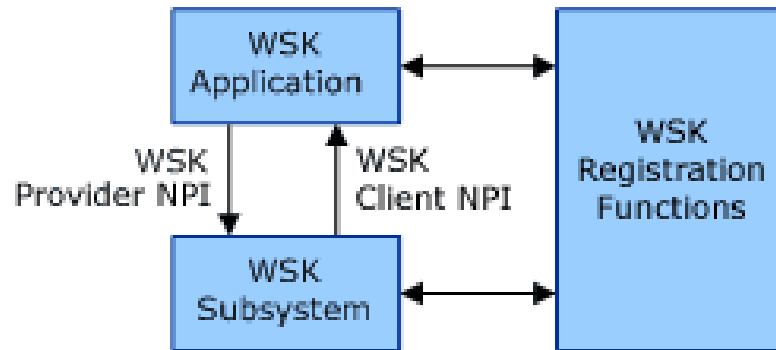 WSK
Application
WSK
Provider NPI
WSK
Client NPI
WSK
Registration
Functions
WSK
Subsystem